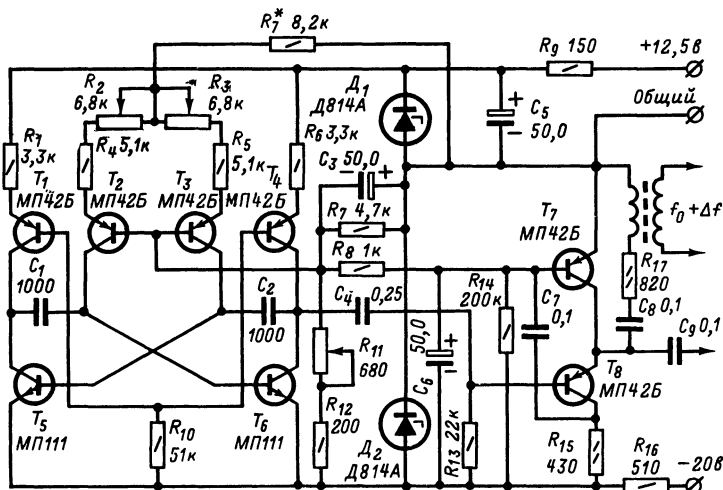 R7* 8,2к
R9 150
+12,5в
Общий
R2
6,8к
R3
6,8к
Д1
Д814А
C5
50,0
R1
3,3к
R4 5,1к
R5
5,1к
R6 3,3к
C3 50,0
T1
МП42Б
T2
МП42Б
T3
МП42Б
T4
МП42Б
R7 4,7к
R8 1к
T7
МП42Б
f0 + Δf
C1
1000
C2
1000
C4 0,25
R14
200к
C7
0,1
R17
820
C8 0,1
C9 0,1
R11
680
50,0
C6
T5
МП111
T6
МП111
R10
51к
R12
200
Д2
Д814А
R13 22к
T8
МП42Б
R15
430
R16
510
-20в